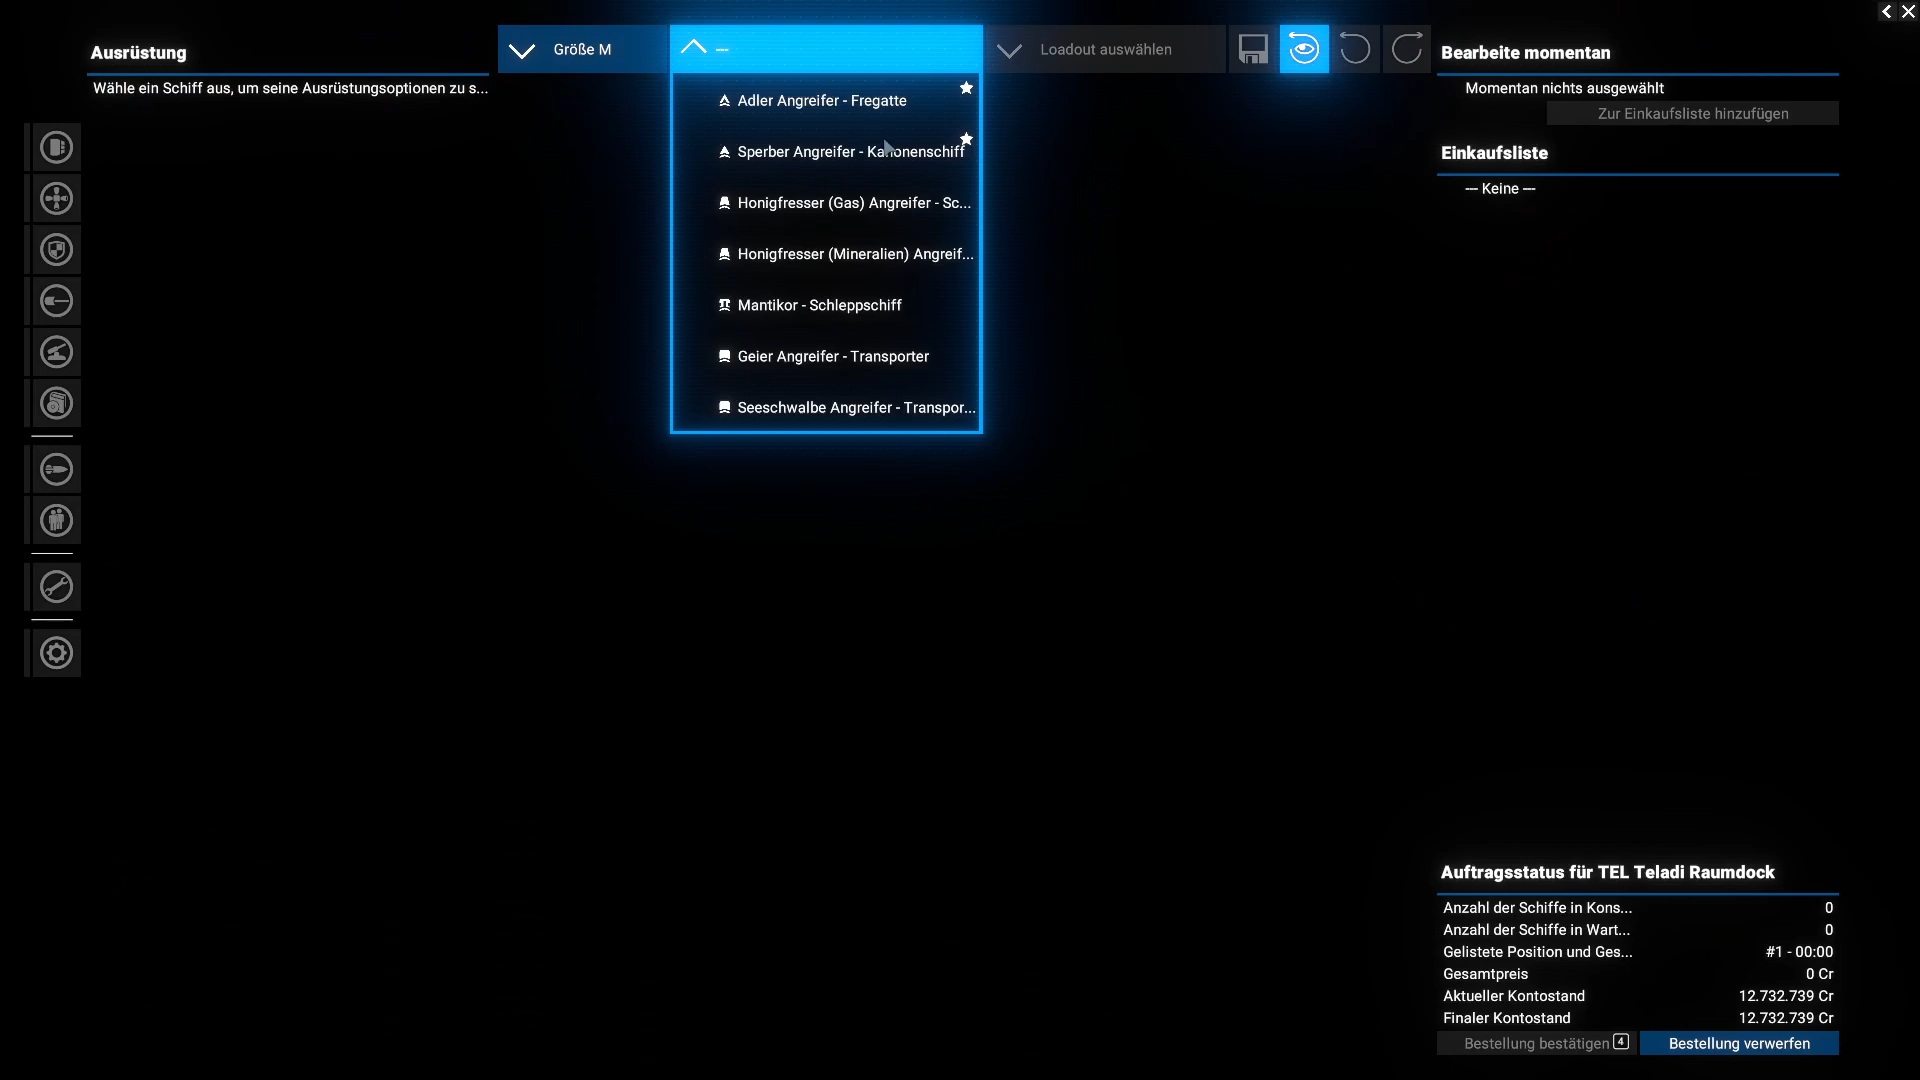 Ausrüstung
Wähle ein Schiff aus, um seine Ausrüstungsoptionen zu s...
Größe M
---
Loadout auswählen
Adler Angreifer - Fregatte
Sperber Angreifer - Kanonenschiff
Honigfresser (Gas) Angreifer - Sc...
Honigfresser (Mineralien) Angreif...
Mantikor - Schleppschiff
Geier Angreifer - Transporter
Seeschwalbe Angreifer - Transpor...
Bearbeite momentan
Momentan nichts ausgewählt
Zur Einkaufsliste hinzufügen
Einkaufsliste
--- Keine ---
Auftragsstatus für TEL Teladi Raumdock
Anzahl der Schiffe in Kons... 0
Anzahl der Schiffe in Wart... 0
Gelistete Position und Ges... #1 - 00:00
Gesamtpreis 0 Cr
Aktueller Kontostand 12.732.739 Cr
Finaler Kontostand 12.732.739 Cr
Bestellung bestätigen 4 Bestellung verwerfen